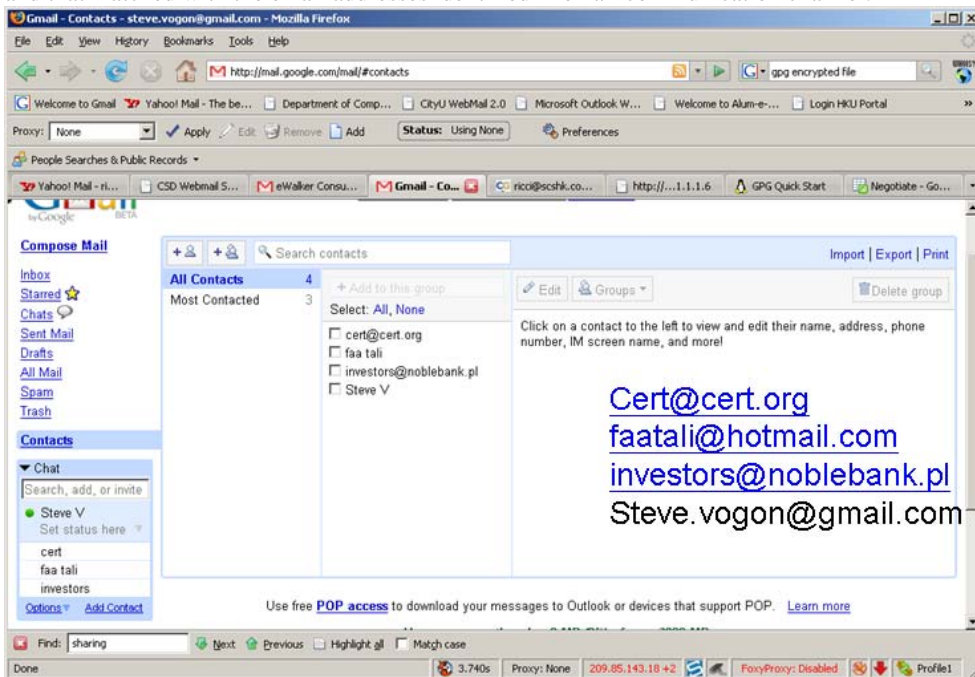 Gmail - Contacts - steve.vogon@gmail.com - Mozilla Firefox
File Edit View History Bookmarks Tools Help
http://mail.google.com/mail/#contacts
gpg encrypted file
Welcome to Gmail Yahoo! Mail - The be... Department of Comp... CityU WebMail 2.0 Microsoft Outlook W... Welcome to Alum-e-... Login HKU Portal »
Proxy: None Apply Edit Remove Add Status: Using None Preferences
People Searches & Public Records
Yahoo! Mail - ri... CSD Webmail S... eWalker Consu... Gmail - Co... ricci@scshk.co... http://...1.1.1.6 GPG Quick Start Negotiate - Go...
by Google BETA
Compose Mail
Inbox
Starred
Chats
Sent Mail
Drafts
All Mail
Spam
Trash
Contacts
Chat
Search, add, or invite
Steve V
Set status here
cert
faa tali
investors
Options Add Contact
Search contacts
Import | Export | Print
All Contacts 4
Most Contacted 3
+ Add to this group
Select: All, None
cert@cert.org
faa tali
investors@noblebank.pl
Steve V
Edit Groups Delete group
Click on a contact to the left to view and edit their name, address, phone
number, IM screen name, and more!
Cert@cert.org
faatali@hotmail.com
investors@noblebank.pl
Steve.vogon@gmail.com
Use free POP access to download your messages to Outlook or devices that support POP. Learn more
Find: sharing Next Previous Highlight all Match case
Done 3.740s Proxy: None 209.85.143.18 +2 FoxyProxy: Disabled Profile1